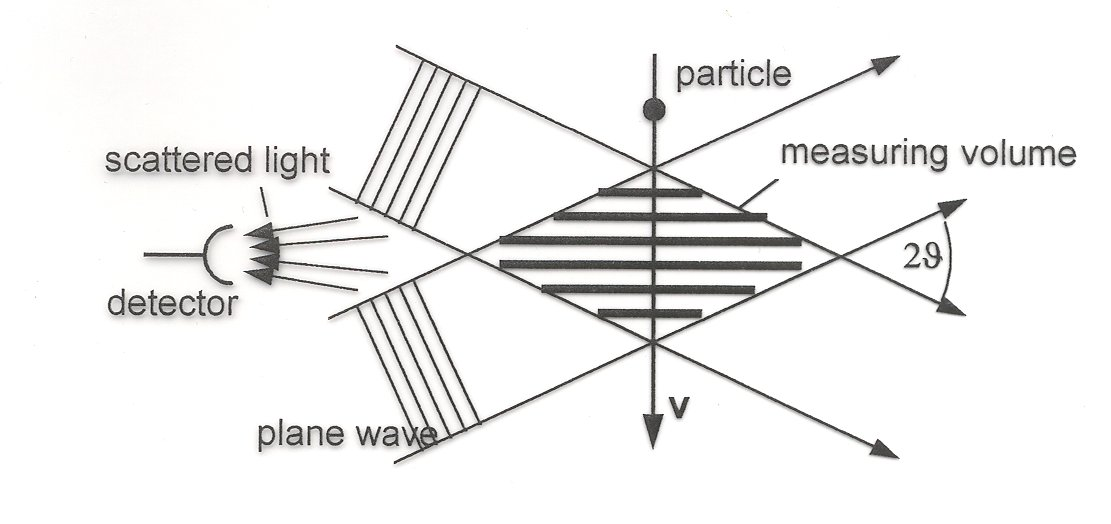 particle
scattered light
measuring volume
2ϑ
detector
v
plane wave